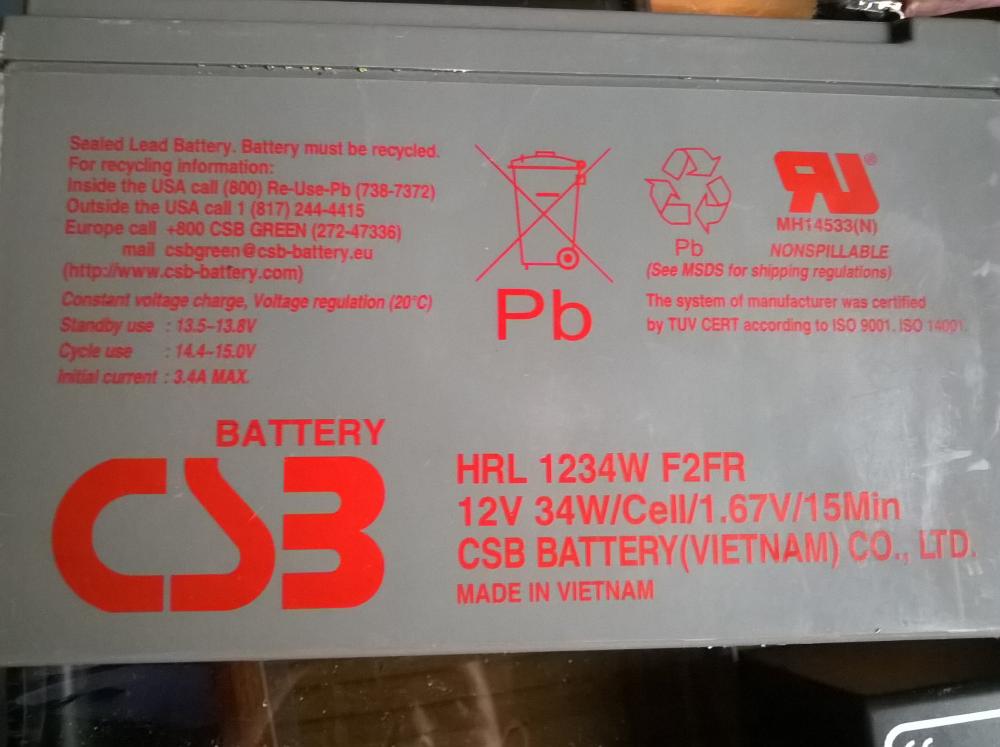 Sealed Lead Battery. Battery must be recycled.
For recycling information:
Inside the USA call (800) Re-Use-Pb (738-7372)
Outside the USA call 1 (817) 244-4415
Europe call +800 CSB GREEN (272-47336)
mail csbgreen@csb-battery.eu
(http://www.csb-battery.com)
Constant voltage charge, Voltage regulation (20°C)
Standby use : 13.5~13.8V
Cycle use : 14.4~15.0V
Initial current : 3.4A MAX.
Pb
Pb
RU®
MH14533(N)
NONSPILLABLE
(See MSDS for shipping regulations)
The system of manufacturer was certified
by TUV CERT according to ISO 9001. ISO 14001.
BATTERY
CSB
HRL 1234W F2FR
12V 34W/Cell/1.67V/15Min
CSB BATTERY(VIETNAM) CO., LTD.
MADE IN VIETNAM